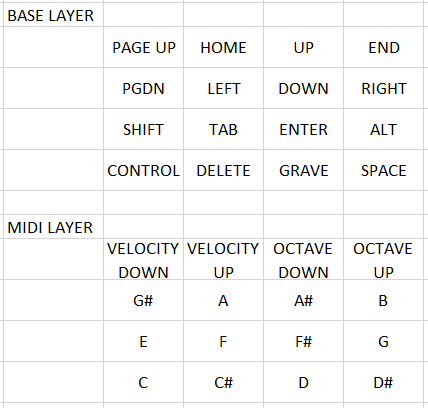 BASE LAYER
PAGE UP HOME UP END
PGDN LEFT DOWN RIGHT
SHIFT TAB ENTER ALT
CONTROL DELETE GRAVE SPACE
MIDI LAYER
VELOCITY VELOCITY OCTAVE OCTAVE
DOWN UP DOWN UP
G# A A# B
E F F# G
C C# D D#